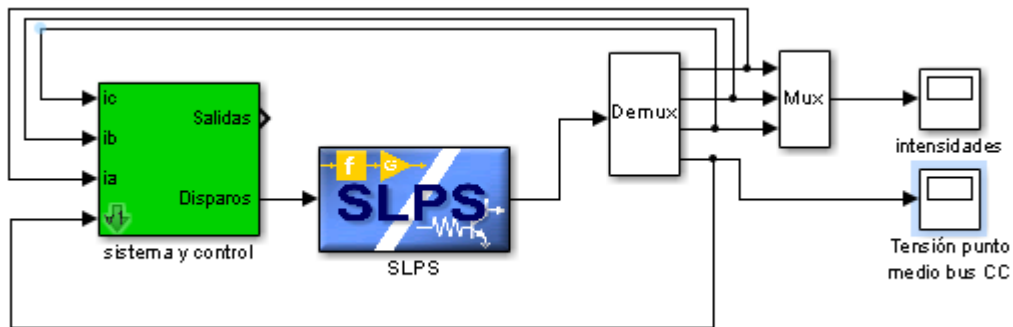 ic
Salidas
ib
ia
Disparos
sistema y control
f
G
SLPS
SLPS
Demux
Mux
intensidades
Tensión punto
medio bus CC